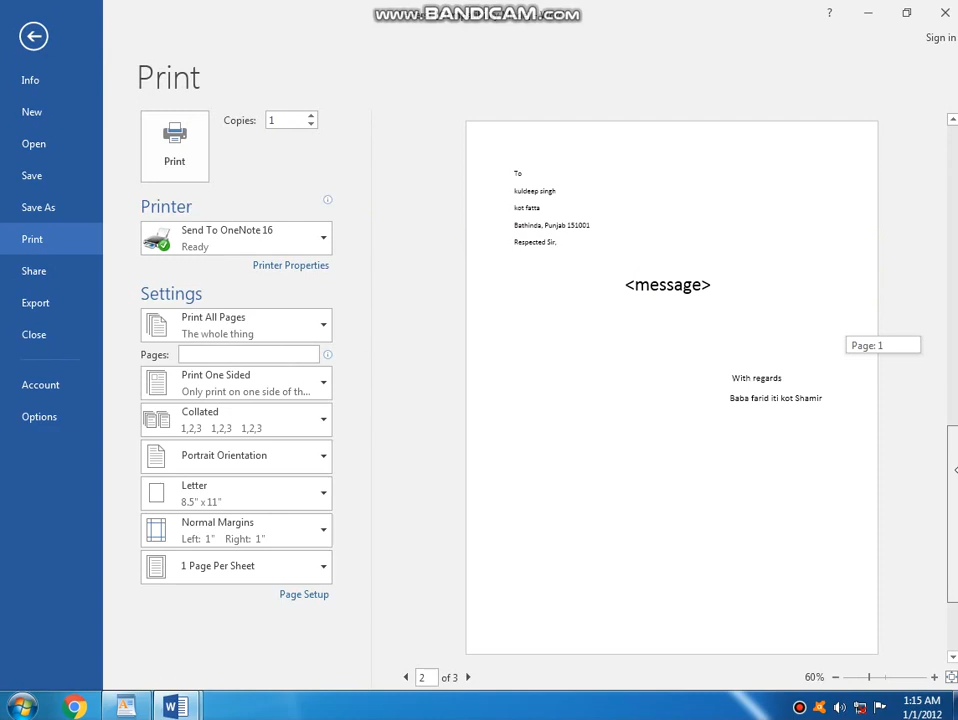 www.BANDICAM.com
Sign in
Info
New
Open
Save
Save As
Print
Share
Export
Close
Account
Options
Print
Print
Copies: 1
Printer
Send To OneNote 16
Ready
Printer Properties
Settings
Print All Pages
The whole thing
Pages:
Print One Sided
Only print on one side of th...
Collated
1,2,3 1,2,3 1,2,3
Portrait Orientation
Letter
8.5" x 11"
Normal Margins
Left: 1" Right: 1"
1 Page Per Sheet
Page Setup
To
kuldeep singh
kot fatta
Bathinda, Punjab 151001
Respected Sir,
<message>
Page: 1
With regards
Baba farid iti kot Shamir
2 of 3
60%
1:15 AM
1/1/2012